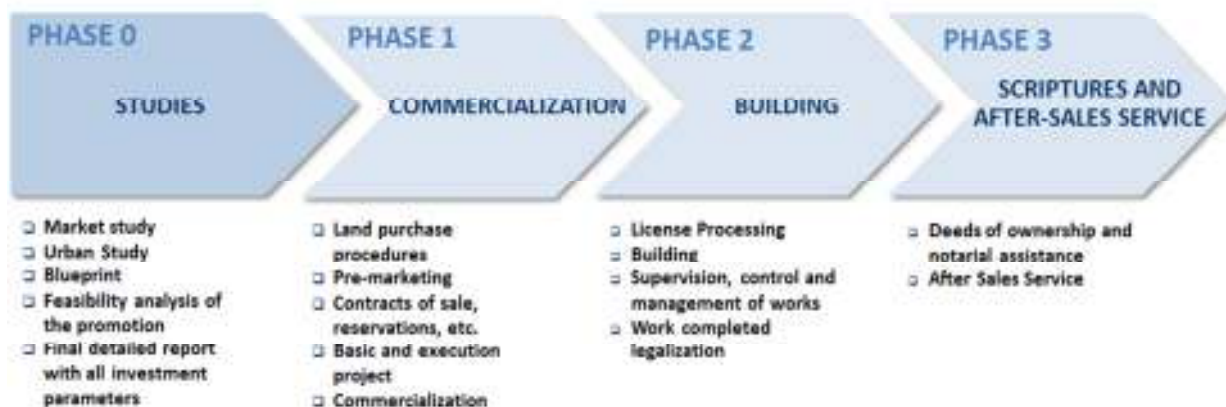 PHASE 0
STUDIES
❑ Market study
❑ Urban Study
❑ Blueprint
❑ Feasibility analysis of
the promotion
❑ Final detailed report
with all investment
parameters
PHASE 1
COMMERCIALIZATION
❑ Land purchase
procedures
❑ Pre-marketing
❑ Contracts of sale,
reservations, etc.
❑ Basic and execution
project
❑ Commercialization
PHASE 2
BUILDING
❑ License Processing
❑ Building
❑ Supervision, control and
management of works
❑ Work completed
legalization
PHASE 3
SCRIPTURES AND
AFTER-SALES SERVICE
❑ Deeds of ownership and
notarial assistance
❑ After Sales Service